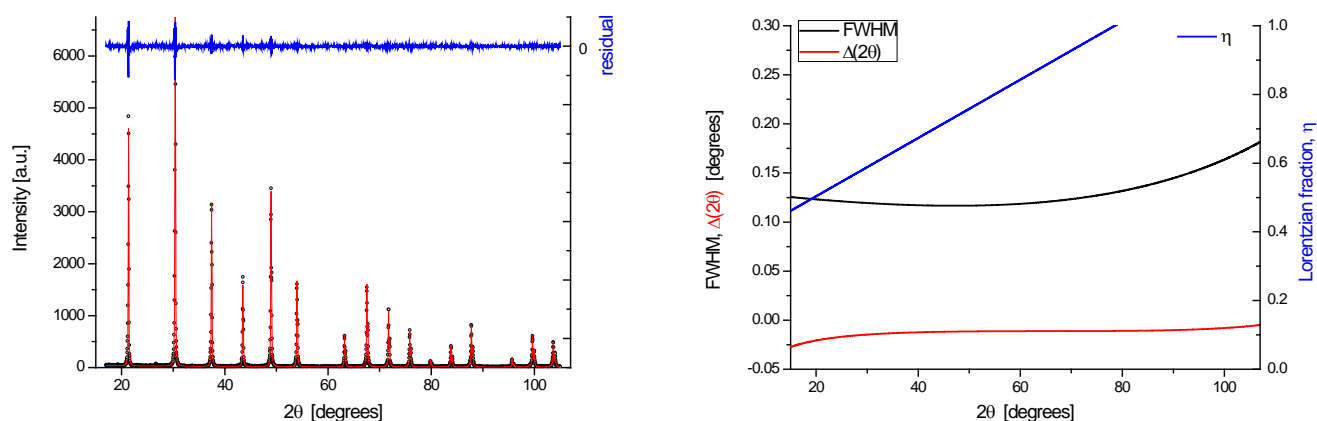 6000
5000
4000
3000
2000
1000
0
Intensity [a.u.]
20 40 60 80 100
2θ [degrees]
0
residual
0.30
0.25
0.20
0.15
0.10
0.05
0.00
-0.05
FWHM, Δ(2θ) [degrees]
FWHM
Δ(2θ)
η
20 40 60 80 100
2θ [degrees]
1.0
0.8
0.6
0.4
0.2
0.0
Lorentzian fraction, η